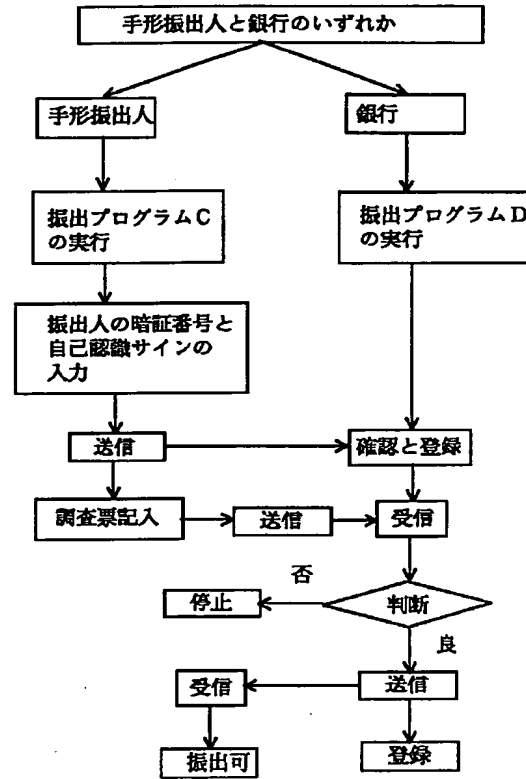 手形振出人と銀行のいずれか
手形振出人
銀行
振出プログラムC
の実行
振出プログラムD
の実行
振出人の暗証番号と
自己認識サインの
入力
送信
確認と登録
調査票記入
送信
受信
否
停止
判断
良
受信
送信
振出可
登録